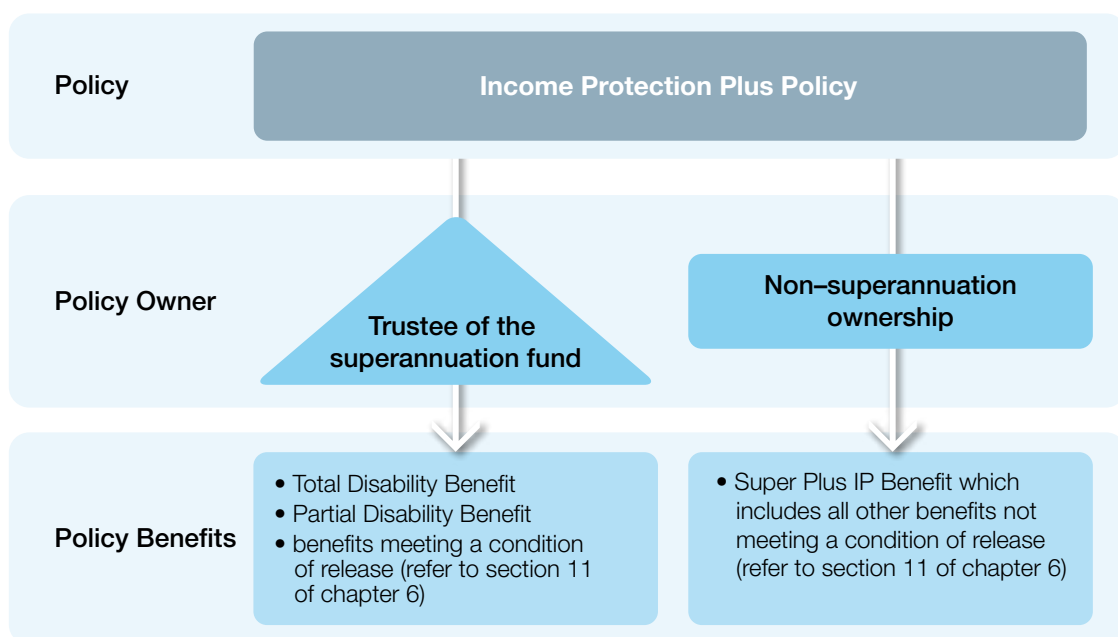 Policy
Income Protection Plus Policy
Policy Owner
Trustee of the
superannuation fund
Non–superannuation
ownership
Policy Benefits
• Total Disability Benefit
• Partial Disability Benefit
• benefits meeting a condition
of release (refer to section 11
of chapter 6)
• Super Plus IP Benefit which
includes all other benefits not
meeting a condition of release
(refer to section 11 of chapter 6)